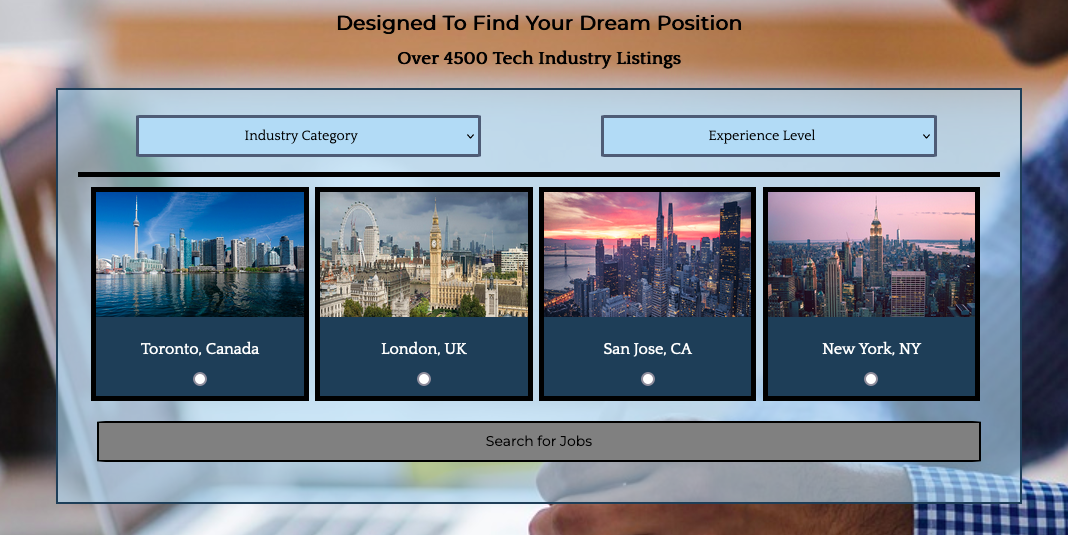 Designed To Find Your Dream Position
Over 4500 Tech Industry Listings
Industry Category
Experience Level
Toronto, Canada
London, UK
San Jose, CA
New York, NY
Search for Jobs